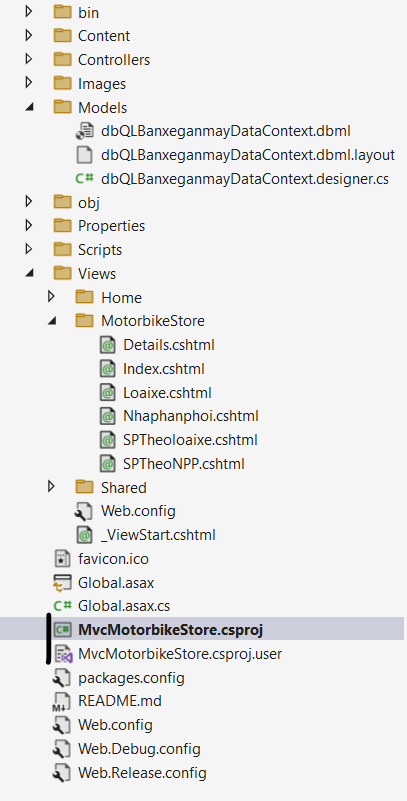 bin
Content
Controllers
Images
Models
dbQLBanxeganmayDataContext.dbml
dbQLBanxeganmayDataContext.dbml.layout
dbQLBanxeganmayDataContext.designer.cs
obj
Properties
Scripts
Views
Home
MotorbikeStore
Details.cshtml
Index.cshtml
Loaixe.cshtml
Nhaphanphoi.cshtml
SPTheoloaixe.cshtml
SPTheoNPP.cshtml
Shared
Web.config
_ViewStart.cshtml
favicon.ico
Global.asax
Global.asax.cs
MvcMotorbikeStore.csproj
MvcMotorbikeStore.csproj.user
packages.config
README.md
Web.config
Web.Debug.config
Web.Release.config